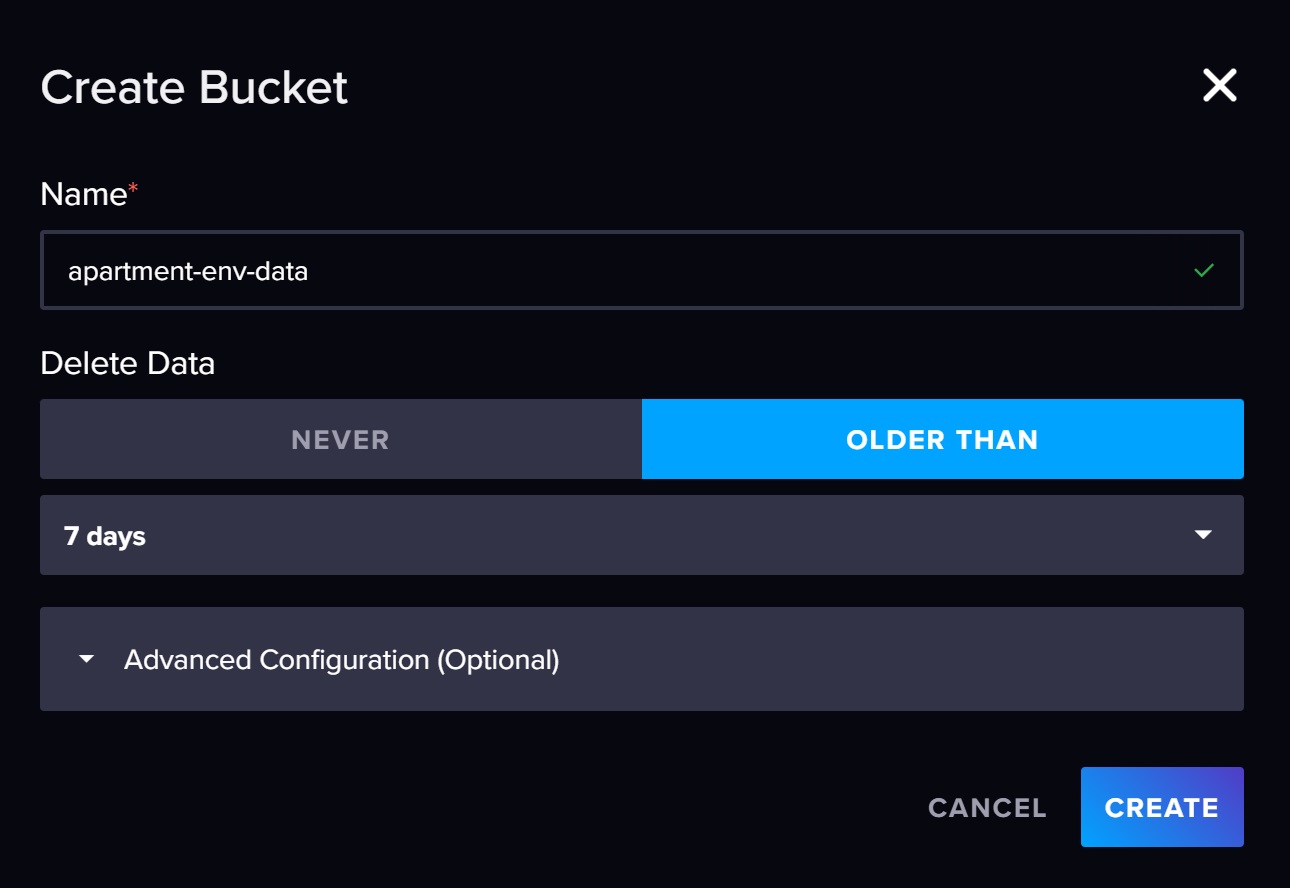 Create Bucket
Name*
apartment-env-data
Delete Data
NEVER
OLDER THAN
7 days
Advanced Configuration (Optional)
CANCEL
CREATE